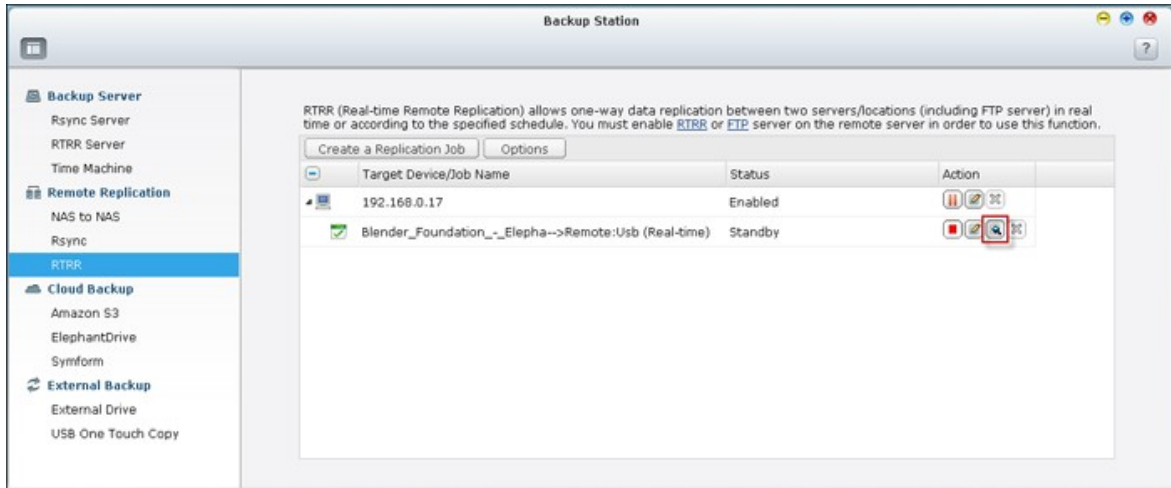 Backup Station
?
Backup Server
Rsync Server
RTRR Server
Time Machine
Remote Replication
NAS to NAS
Rsync
RTRR
Cloud Backup
Amazon S3
ElephantDrive
Symform
External Backup
External Drive
USB One Touch Copy
RTRR (Real-time Remote Replication) allows one-way data replication between two servers/locations (including FTP server) in real
time or according to the specified schedule. You must enable RTRR or FTP server on the remote server in order to use this function.
Create a Replication Job Options
Target Device/Job Name Status Action
192.168.0.17 Enabled
Blender_Foundation_-_Elepha-->Remote:Usb (Real-time) Standby